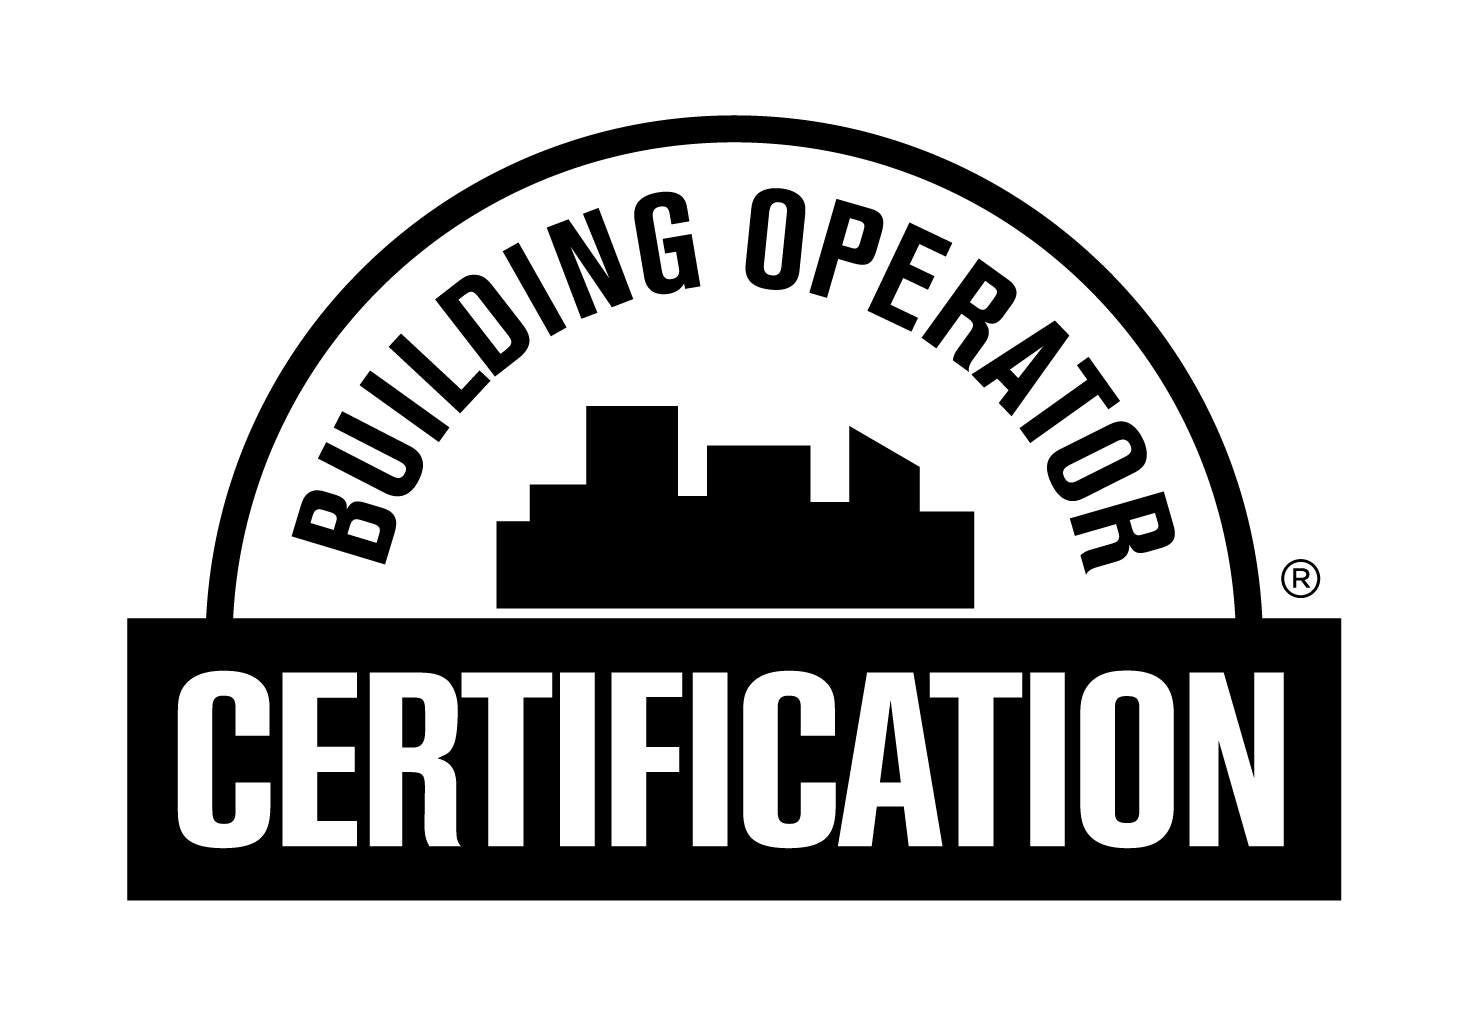 BUILDING OPERATOR
®
CERTIFICATION